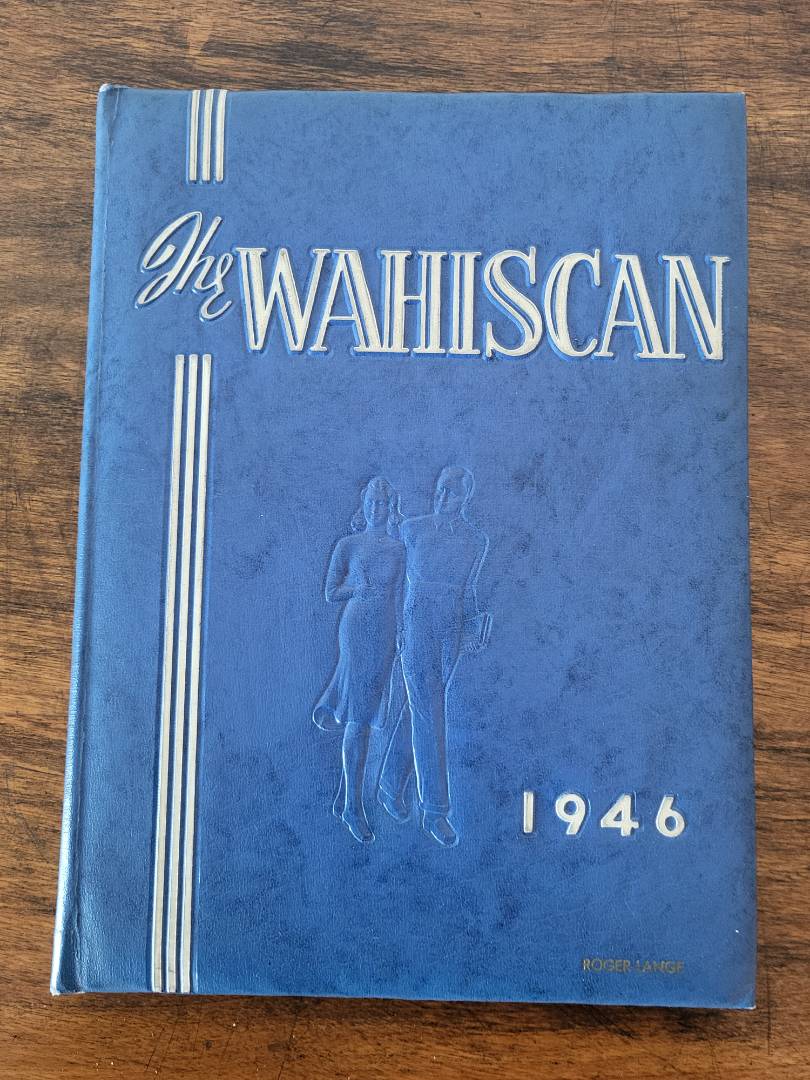 The WAHISCAN
1946
ROGER LANGE